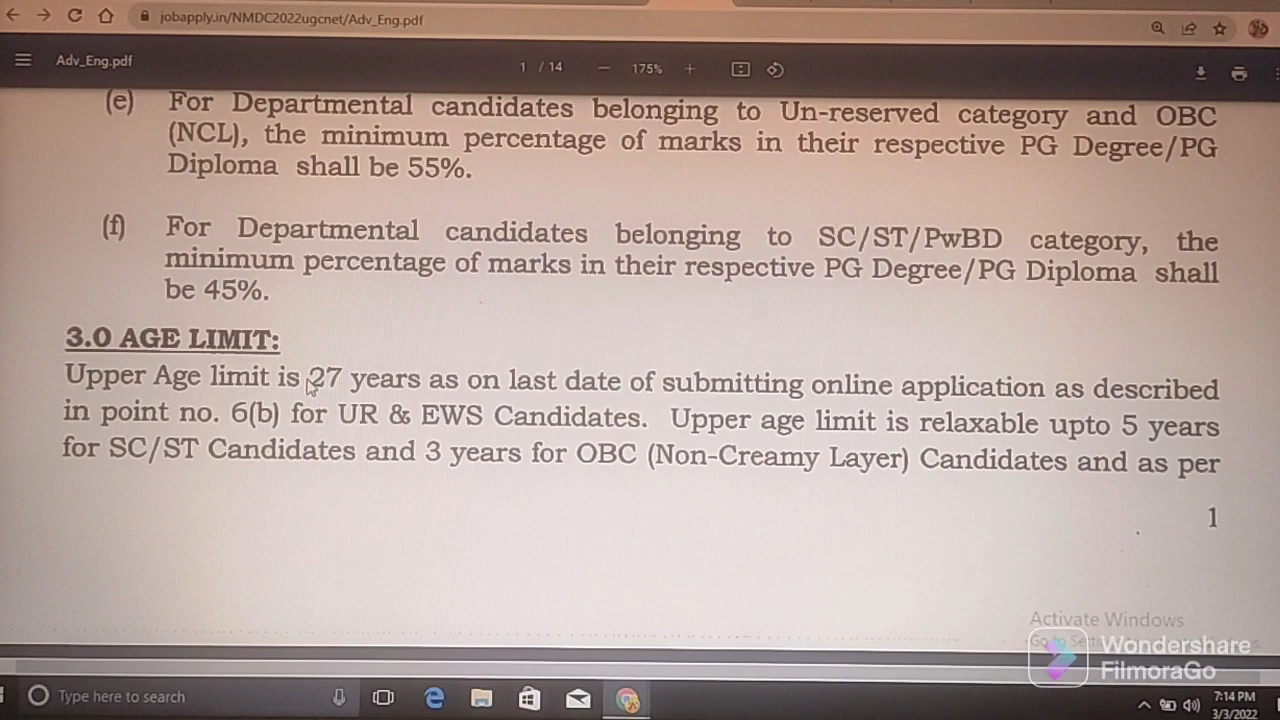 jobapply.in/NMDC2022ugcnet/Adv_Eng.pdf
Adv_Eng.pdf
1 / 14
175%
(e) For Departmental candidates belonging to Un-reserved category and OBC
(NCL), the minimum percentage of marks in their respective PG Degree/PG
Diploma shall be 55%.
(f) For Departmental candidates belonging to SC/ST/PwBD category, the
minimum percentage of marks in their respective PG Degree/PG Diploma shall
be 45%.
3.0 AGE LIMIT:
Upper Age limit is 27 years as on last date of submitting online application as described
in point no. 6(b) for UR & EWS Candidates. Upper age limit is relaxable upto 5 years
for SC/ST Candidates and 3 years for OBC (Non-Creamy Layer) Candidates and as per
1
Activate Windows
Go to
Wondershare
FilmoraGo
Type here to search
7:14 PM
3/3/2022